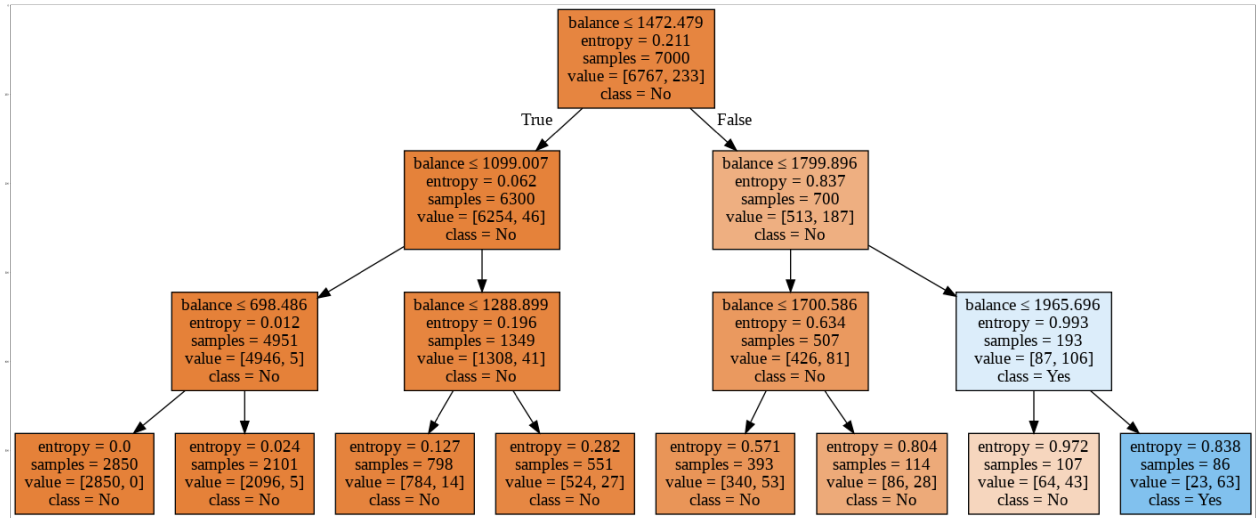 balance ≤ 1472.479
entropy = 0.211
samples = 7000
value = [6767, 233]
class = No
True
False
balance ≤ 1099.007
entropy = 0.062
samples = 6300
value = [6254, 46]
class = No
balance ≤ 1799.896
entropy = 0.837
samples = 700
value = [513, 187]
class = No
balance ≤ 698.486
entropy = 0.012
samples = 4951
value = [4946, 5]
class = No
balance ≤ 1288.899
entropy = 0.196
samples = 1349
value = [1308, 41]
class = No
balance ≤ 1700.586
entropy = 0.634
samples = 507
value = [426, 81]
class = No
balance ≤ 1965.696
entropy = 0.993
samples = 193
value = [87, 106]
class = Yes
entropy = 0.0
samples = 2850
value = [2850, 0]
class = No
entropy = 0.024
samples = 2101
value = [2096, 5]
class = No
entropy = 0.127
samples = 798
value = [784, 14]
class = No
entropy = 0.282
samples = 551
value = [524, 27]
class = No
entropy = 0.571
samples = 393
value = [340, 53]
class = No
entropy = 0.804
samples = 114
value = [86, 28]
class = No
entropy = 0.972
samples = 107
value = [64, 43]
class = No
entropy = 0.838
samples = 86
value = [23, 63]
class = Yes